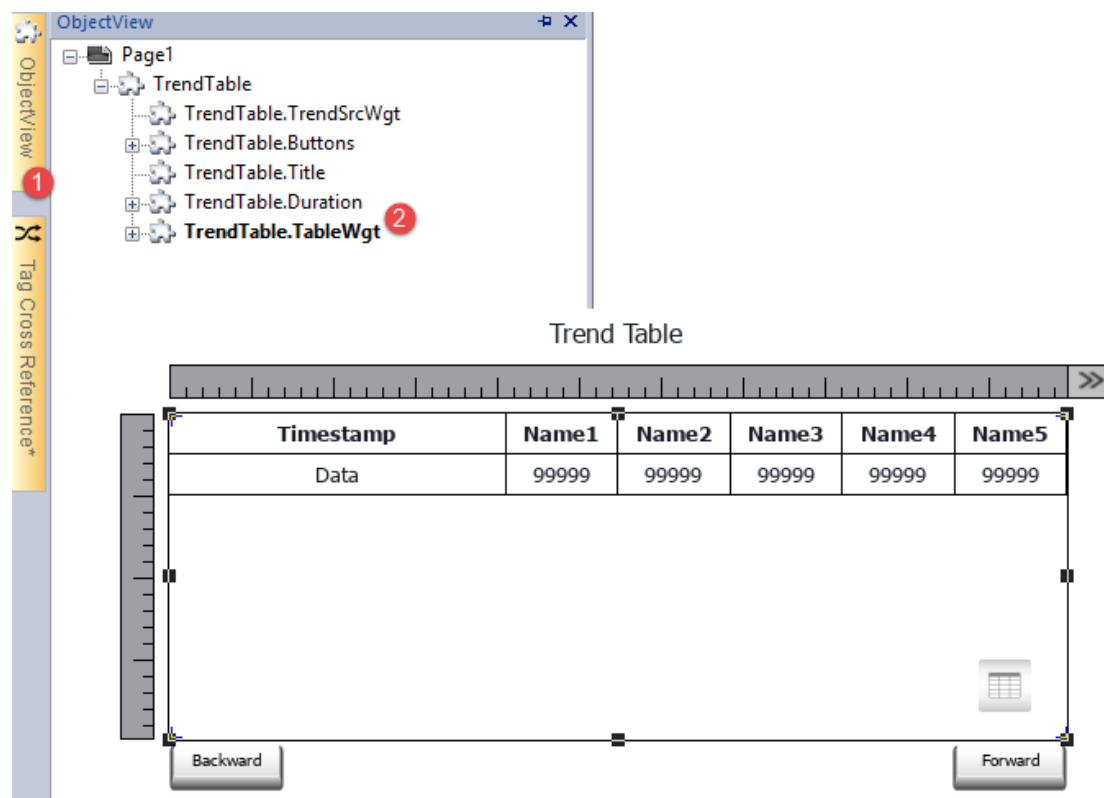 ObjectView
Page1
TrendTable
TrendTable.TrendSrcWgt
TrendTable.Buttons
TrendTable.Title
TrendTable.Duration
TrendTable.TableWgt
ObjectView
1
2
Tag Cross Reference*
Trend Table
Timestamp Name1 Name2 Name3 Name4 Name5
Data 99999 99999 99999 99999 99999
Backward Forward